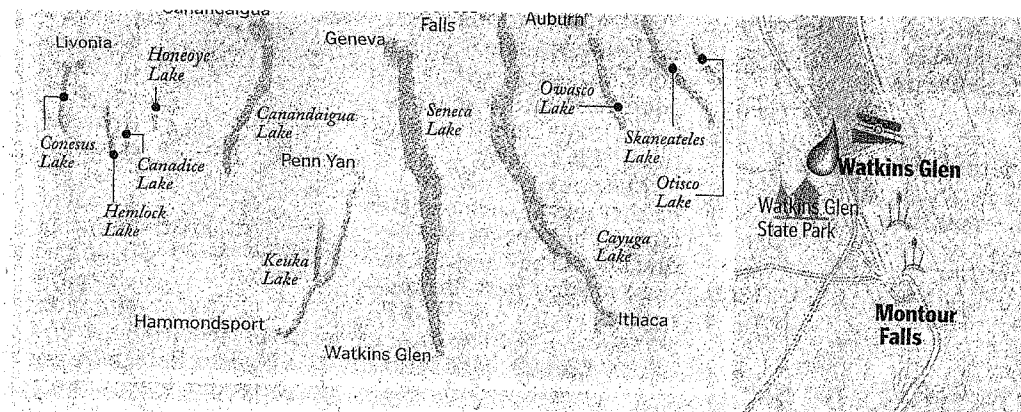 Canandaigua
Livonia
Honeoye
Lake
Geneva
Falls
Auburn
Conesus
Lake
Canadice
Lake
Hemlock
Lake
Canandaigua
Lake
Penn Yan
Seneca
Lake
Owasco
Lake
Skaneateles
Lake
Otisco
Lake
Keuka
Lake
Cayuga
Lake
Hammondsport
Watkins Glen
Ithaca
Watkins Glen
Watkins Glen
State Park
Montour
Falls